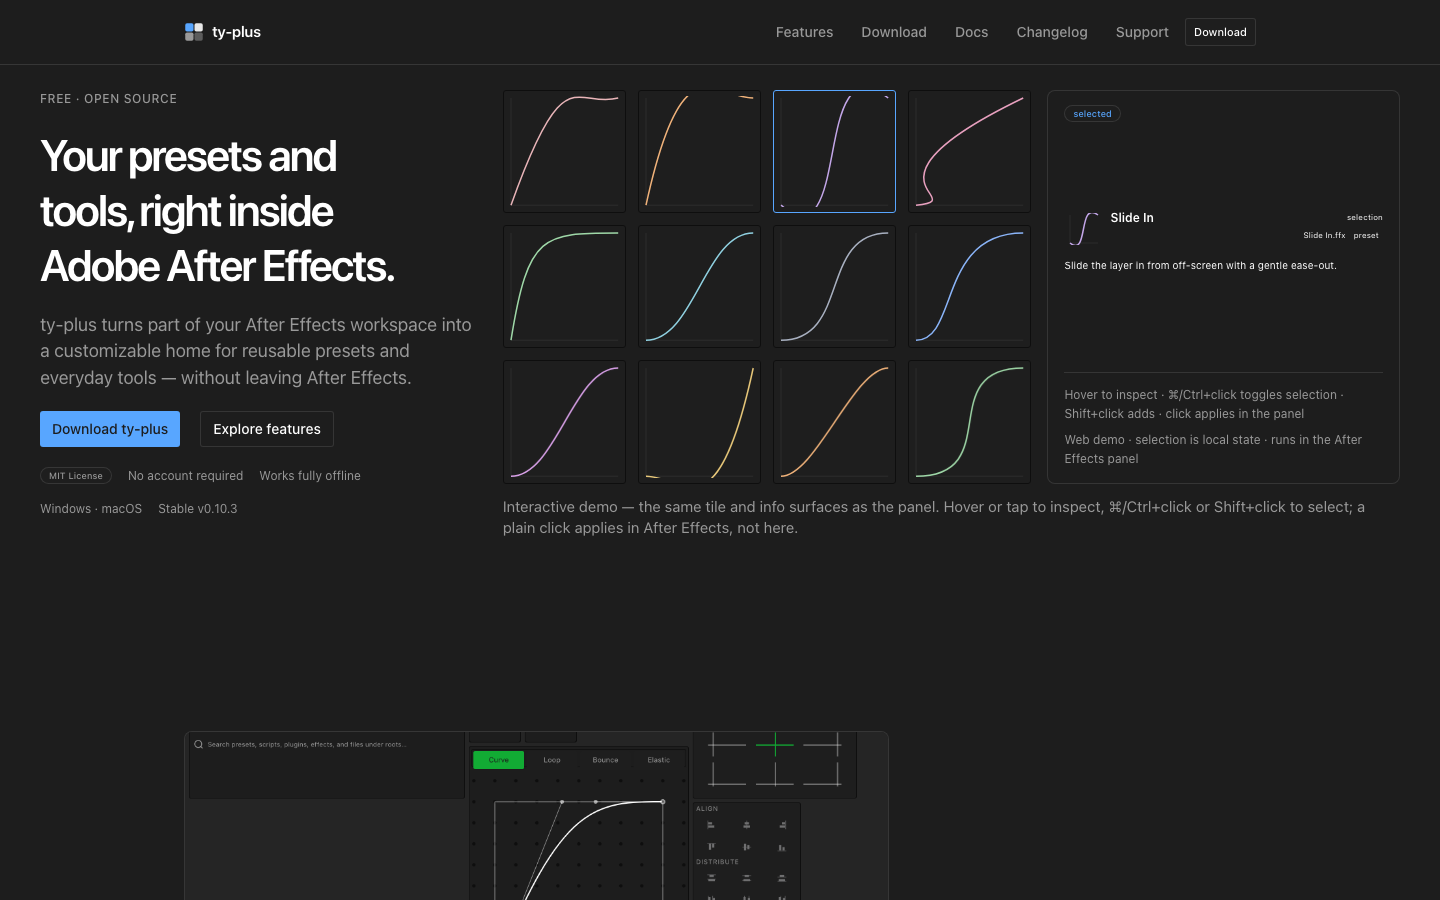 ty-plus
Features
Download
Docs
Changelog
Support
Download
FREE · OPEN SOURCE
Your presets and
tools, right inside
Adobe After Effects.
ty-plus turns part of your After Effects workspace into
a customizable home for reusable presets and
everyday tools — without leaving After Effects.
Download ty-plus
Explore features
MIT License
No account required
Works fully offline
Windows · macOS
Stable v0.10.3
selected
Slide In
selection
Slide In.ffx
preset
Slide the layer in from off-screen with a gentle ease-out.
Hover to inspect · ⌘/Ctrl+click toggles selection ·
Shift+click adds · click applies in the panel
Web demo · selection is local state · runs in the After
Effects panel
Interactive demo — the same tile and info surfaces as the panel. Hover or tap to inspect, ⌘/Ctrl+click or Shift+click to select; a
plain click applies in After Effects, not here.
Search presets, scripts, plugins, effects, and files under roots...
Curve
Loop
Bounce
Elastic
ALIGN
DISTRIBUTE